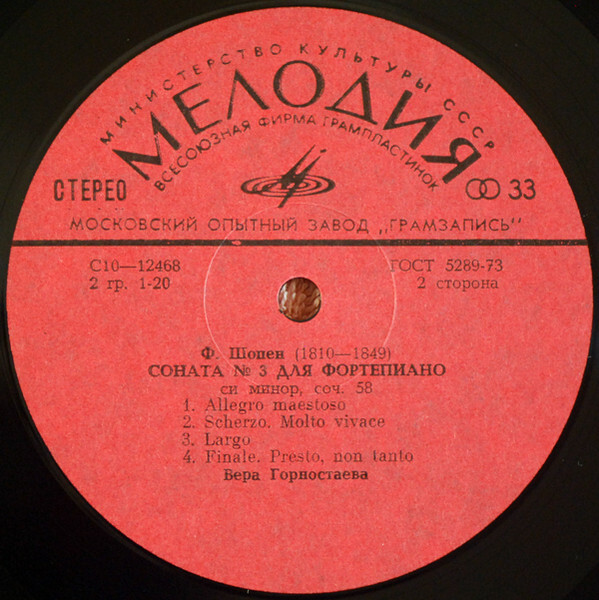 МИНИСТЕРСТВО КУЛЬТУРЫ СССР
МЕЛОДИЯ
ВСЕСОЮЗНАЯ ФИРМА ГРАМПЛАСТИНОК
СТЕРЕО
33
МОСКОВСКИЙ ОПЫТНЫЙ ЗАВОД „ГРАМЗАПИСЬ"
С10—12468
ГОСТ 5289-73
2 гр. 1-20
2 сторона
Ф. Шопен (1810—1849)
СОНАТА № 3 ДЛЯ ФОРТЕПИАНО
си минор, соч. 58
1. Allegro maestoso
2. Scherzo. Molto vivace
3. Largo
4. Finale. Presto, non tanto
Вера Горностаева